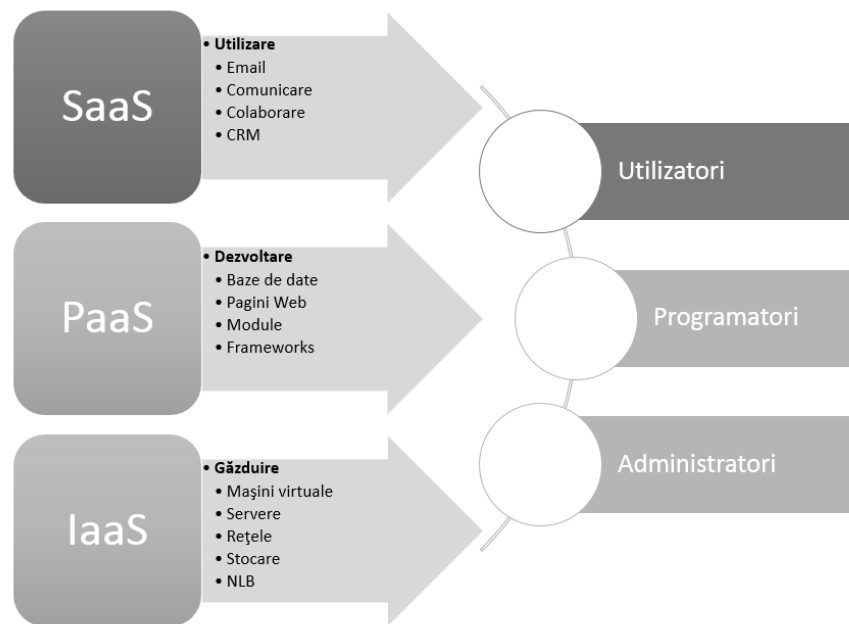 SaaS
• Utilizare
• Email
• Comunicare
• Colaborare
• CRM
Utilizatori
PaaS
• Dezvoltare
• Baze de date
• Pagini Web
• Module
• Frameworks
Programatori
IaaS
• Găzduire
• Mașini virtuale
• Servere
• Rețele
• Stocare
• NLB
Administratori